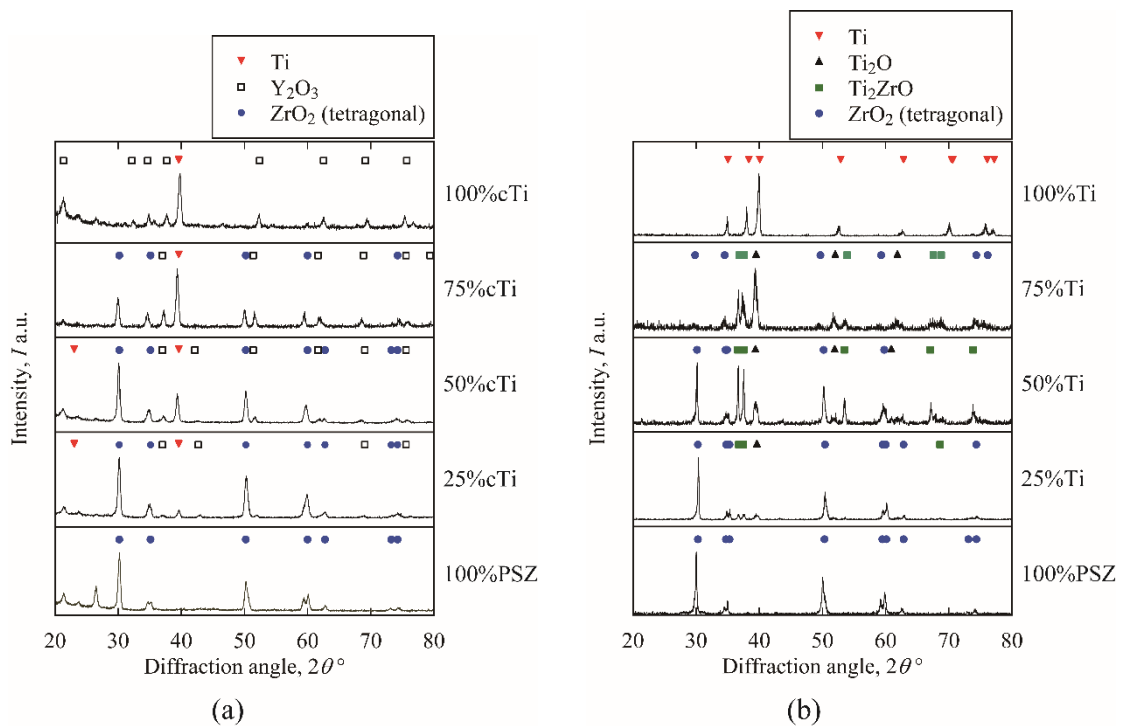 Ti
Y₂O₃
ZrO₂ (tetragonal)
Intensity, I a.u.
100%cTi
75%cTi
50%cTi
25%cTi
100%PSZ
20 30 40 50 60 70 80
Diffraction angle, 2θ°
(a)
Ti
Ti₂O
Ti₂ZrO
ZrO₂ (tetragonal)
Intensity, I a.u.
100%Ti
75%Ti
50%Ti
25%Ti
100%PSZ
20 30 40 50 60 70 80
Diffraction angle, 2θ°
(b)